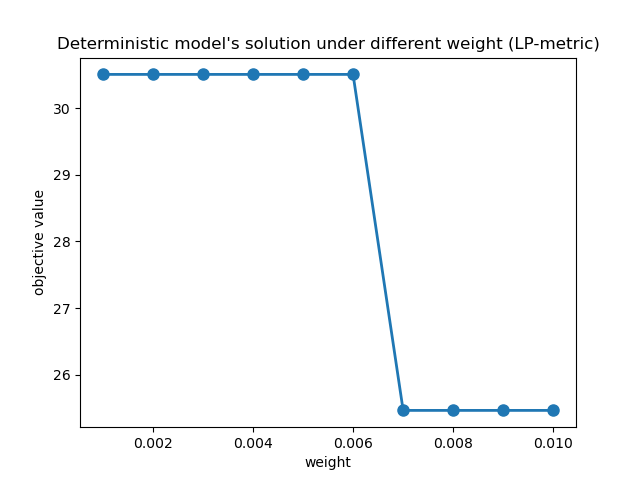 Deterministic model's solution under different weight (LP-metric)
objective value
30
29
28
27
26
0.002 0.004 0.006 0.008 0.010
weight